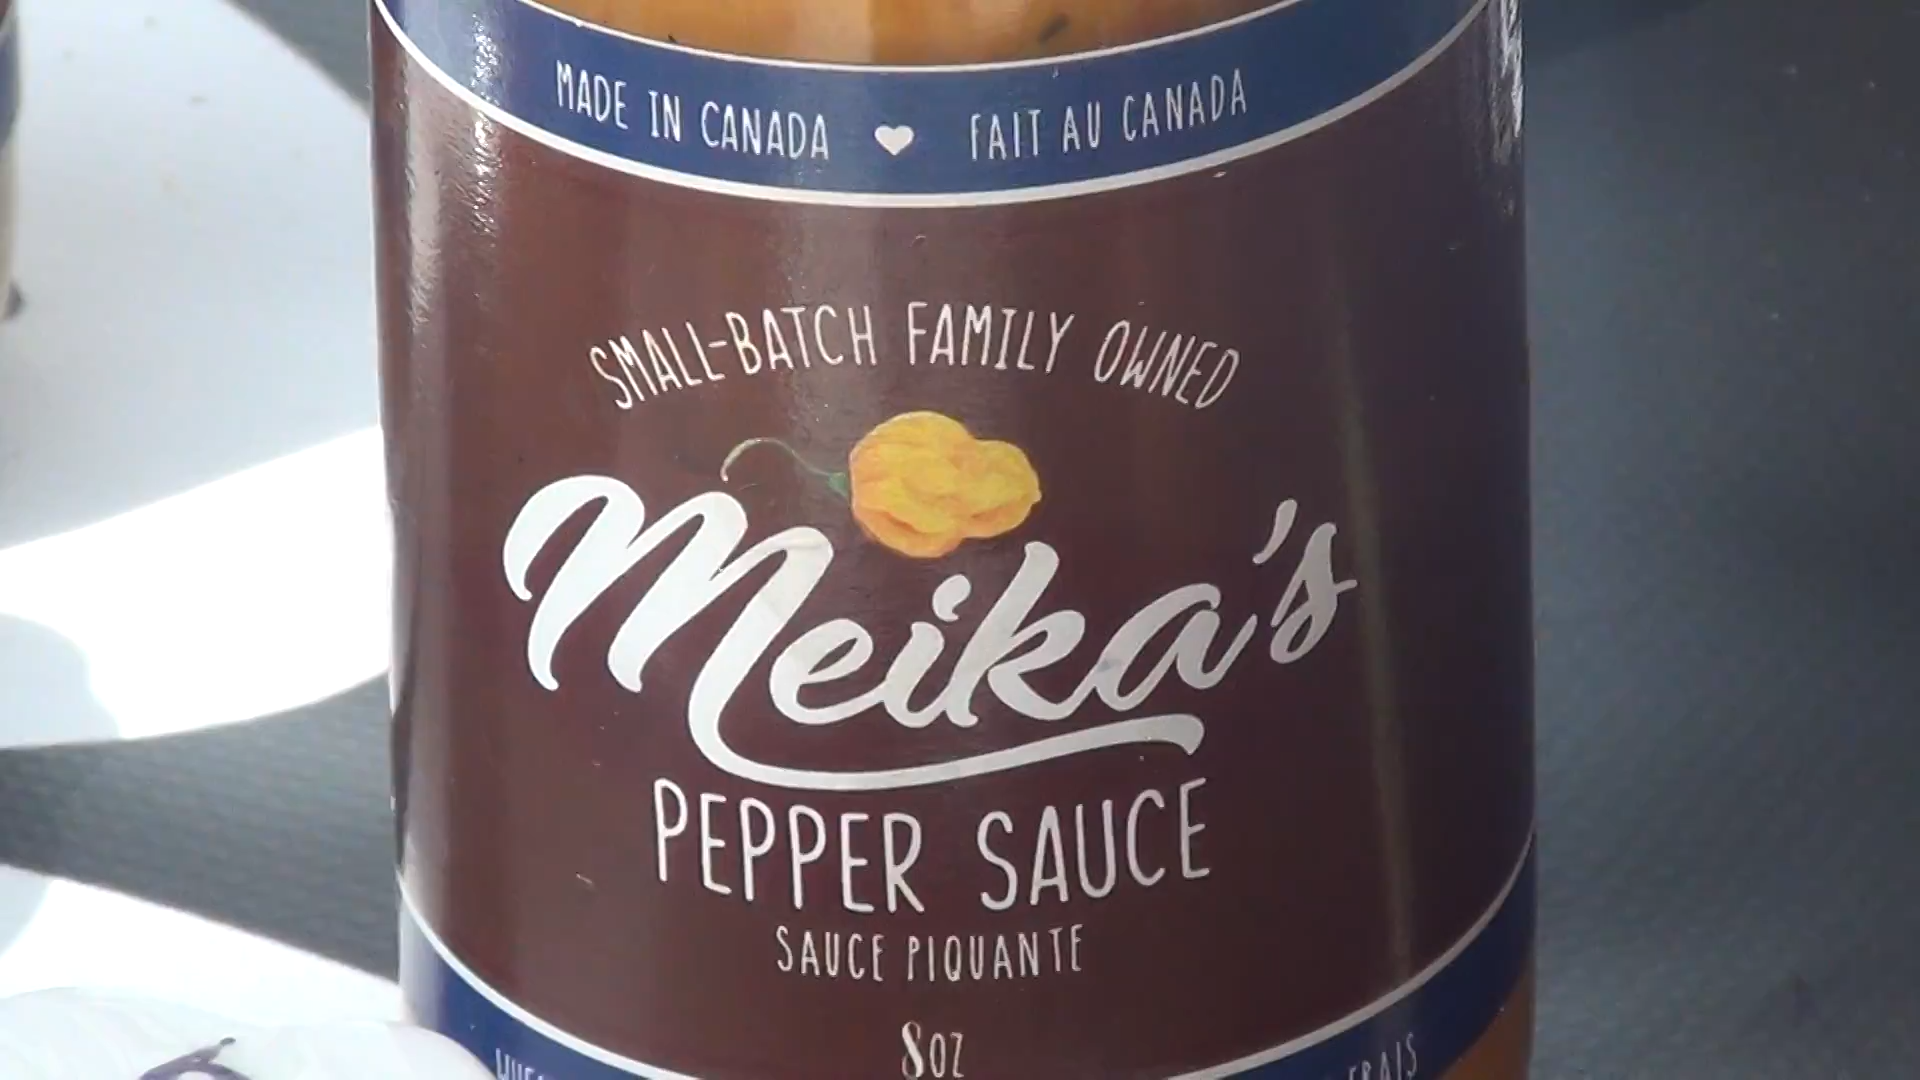 MADE IN CANADA ♥ FAIT AU CANADA
SMALL-BATCH FAMILY OWNED
Meika's
PEPPER SAUCE
SAUCE PIQUANTE
8OZ